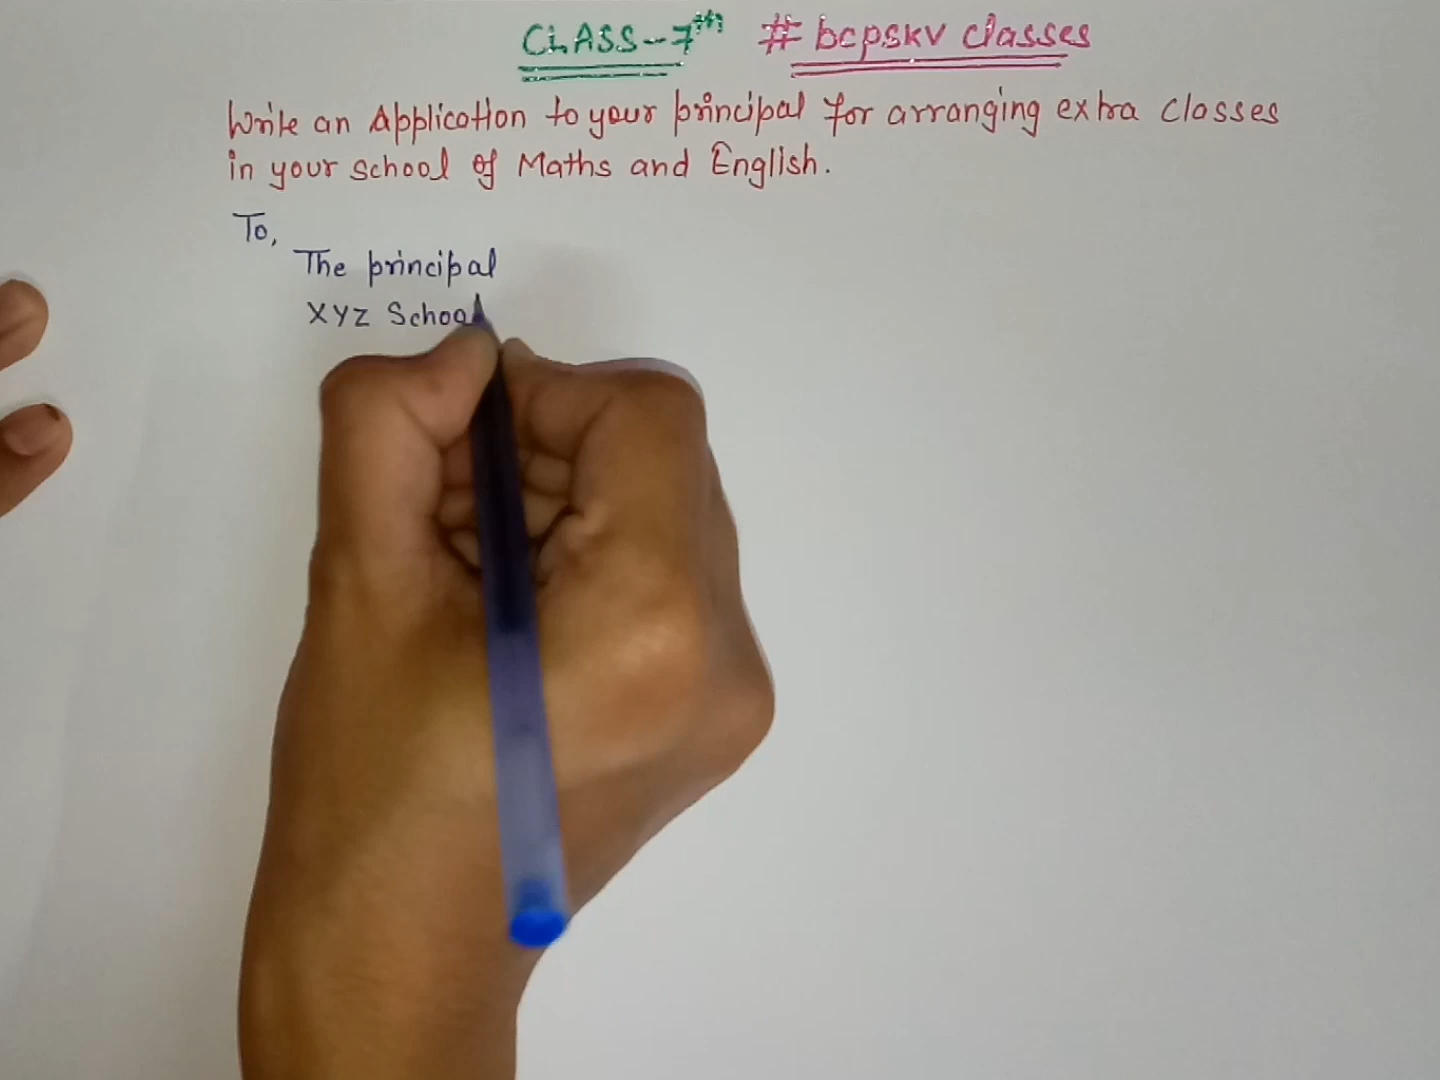 CLASS-7th # bcpskv classes
Write an Application to your principal for arranging extra classes
in your school of Maths and English.
To,
The principal
XYZ School